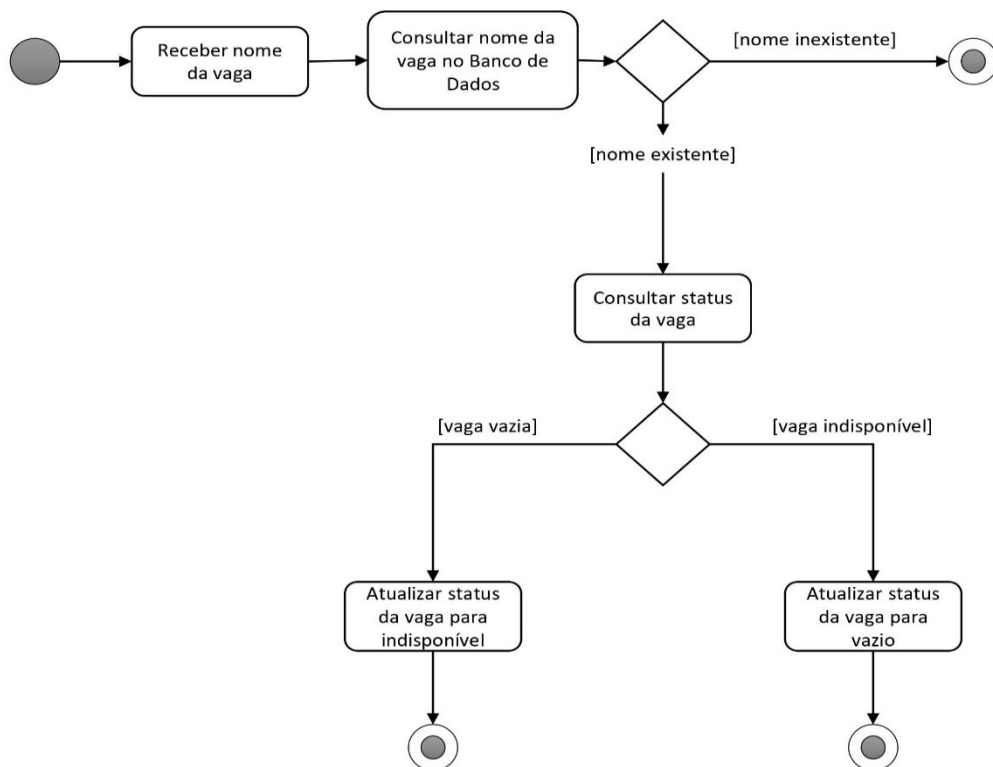 Receber nome
da vaga
Consultar nome da
vaga no Banco de
Dados
[nome inexistente]
[nome existente]
Consultar status
da vaga
[vaga vazia]
[vaga indisponível]
Atualizar status
da vaga para
indisponível
Atualizar status
da vaga para
vazio